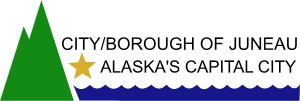 CITY/BOROUGH OF JUNEAU
ALASKA'S CAPITAL CITY